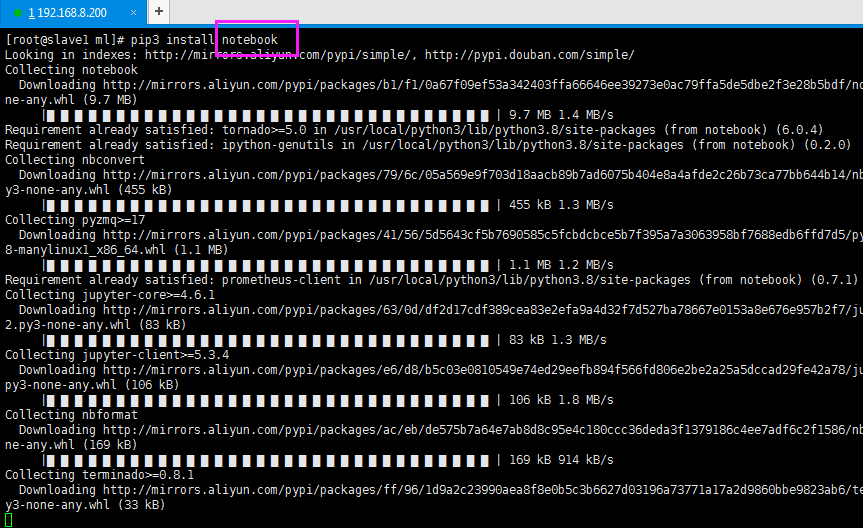 1 192.168.8.200 × +
[root@slave1 ml]# pip3 install notebook
Looking in indexes: http://mirrors.aliyun.com/pypi/simple/, http://pypi.douban.com/simple/
Collecting notebook
Downloading http://mirrors.aliyun.com/pypi/packages/b1/f1/0a67f09ef53a342403ffa66646ee39273e0ac79ffa5de5dbe2f3e28b5bdf/no
ne-any.whl (9.7 MB)
| 9.7 MB 1.4 MB/s
Requirement already satisfied: tornado>=5.0 in /usr/local/python3/lib/python3.8/site-packages (from notebook) (6.0.4)
Requirement already satisfied: ipython-genutils in /usr/local/python3/lib/python3.8/site-packages (from notebook) (0.2.0)
Collecting nbconvert
Downloading http://mirrors.aliyun.com/pypi/packages/79/6c/05a569e9f703d18aacb89b7ad6075b404e8a4afde2c26b73ca77bb644b14/nb
y3-none-any.whl (455 kB)
| 455 kB 1.3 MB/s
Collecting pyzmq>=17
Downloading http://mirrors.aliyun.com/pypi/packages/41/56/5d5643cf5b7690585c5fcbdcbce5b7f395a7a3063958bf7688edb6ffd7d5/py
8-manylinux1_x86_64.whl (1.1 MB)
| 1.1 MB 1.2 MB/s
Requirement already satisfied: prometheus-client in /usr/local/python3/lib/python3.8/site-packages (from notebook) (0.7.1)
Collecting jupyter-core>=4.6.1
Downloading http://mirrors.aliyun.com/pypi/packages/63/0d/df2d17cdf389cea83e2efa9a4d32f7d527ba78667e0153a8e676e957b2f7/ju
2.py3-none-any.whl (83 kB)
| 83 kB 1.3 MB/s
Collecting jupyter-client>=5.3.4
Downloading http://mirrors.aliyun.com/pypi/packages/e6/d8/b5c03e0810549e74ed29eefb894f566fd806e2be2a25a5dccad29fe42a78/ju
py3-none-any.whl (106 kB)
| 106 kB 1.8 MB/s
Collecting nbformat
Downloading http://mirrors.aliyun.com/pypi/packages/ac/eb/de575b7a64e7ab8d8c95e4c180ccc36deda3f1379186c4ee7adf6c2f1586/nb
ne-any.whl (169 kB)
| 169 kB 914 kB/s
Collecting terminado>=0.8.1
Downloading http://mirrors.aliyun.com/pypi/packages/ff/96/1d9a2c23990aea8f8e0b5c3b6627d03196a73771a17a2d9860bbe9823ab6/te
y3-none-any.whl (33 kB)